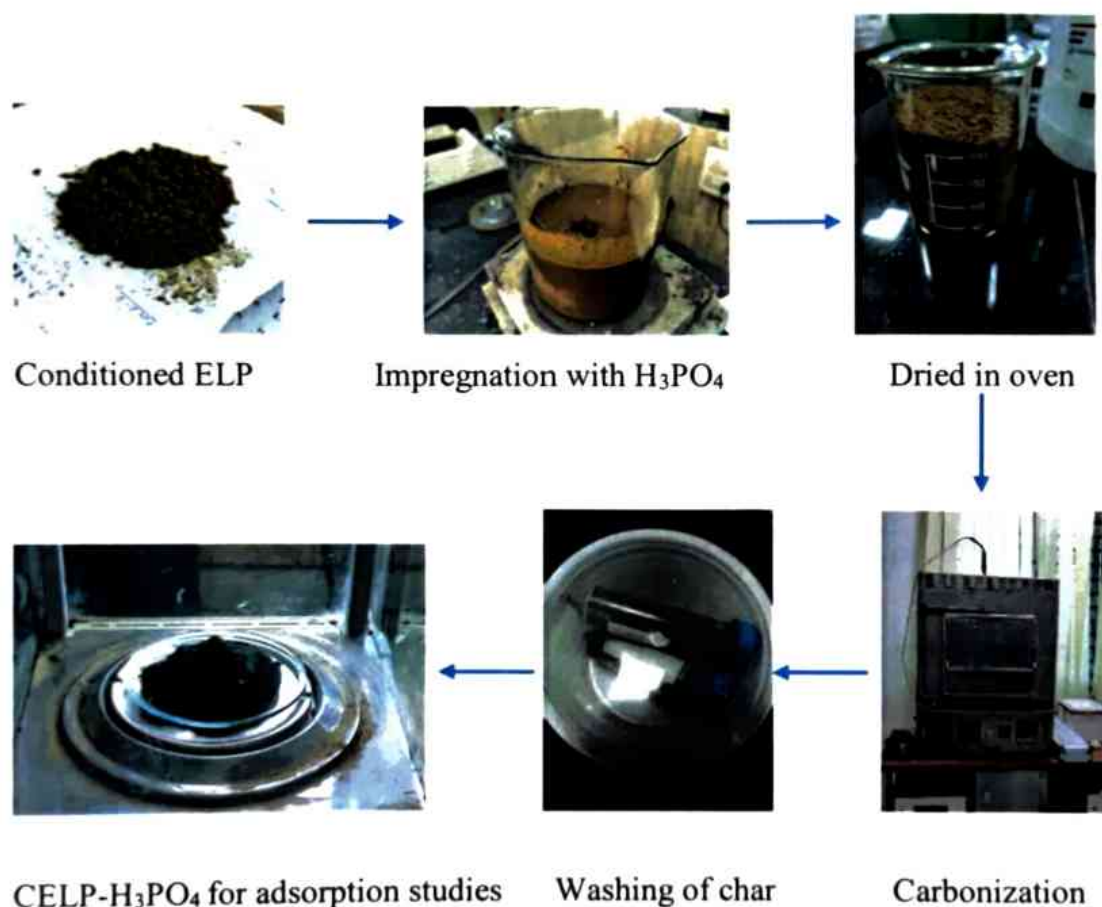 Conditioned ELP
Impregnation with H₃PO₄
Dried in oven
CELP-H₃PO₄ for adsorption studies
Washing of char
Carbonization